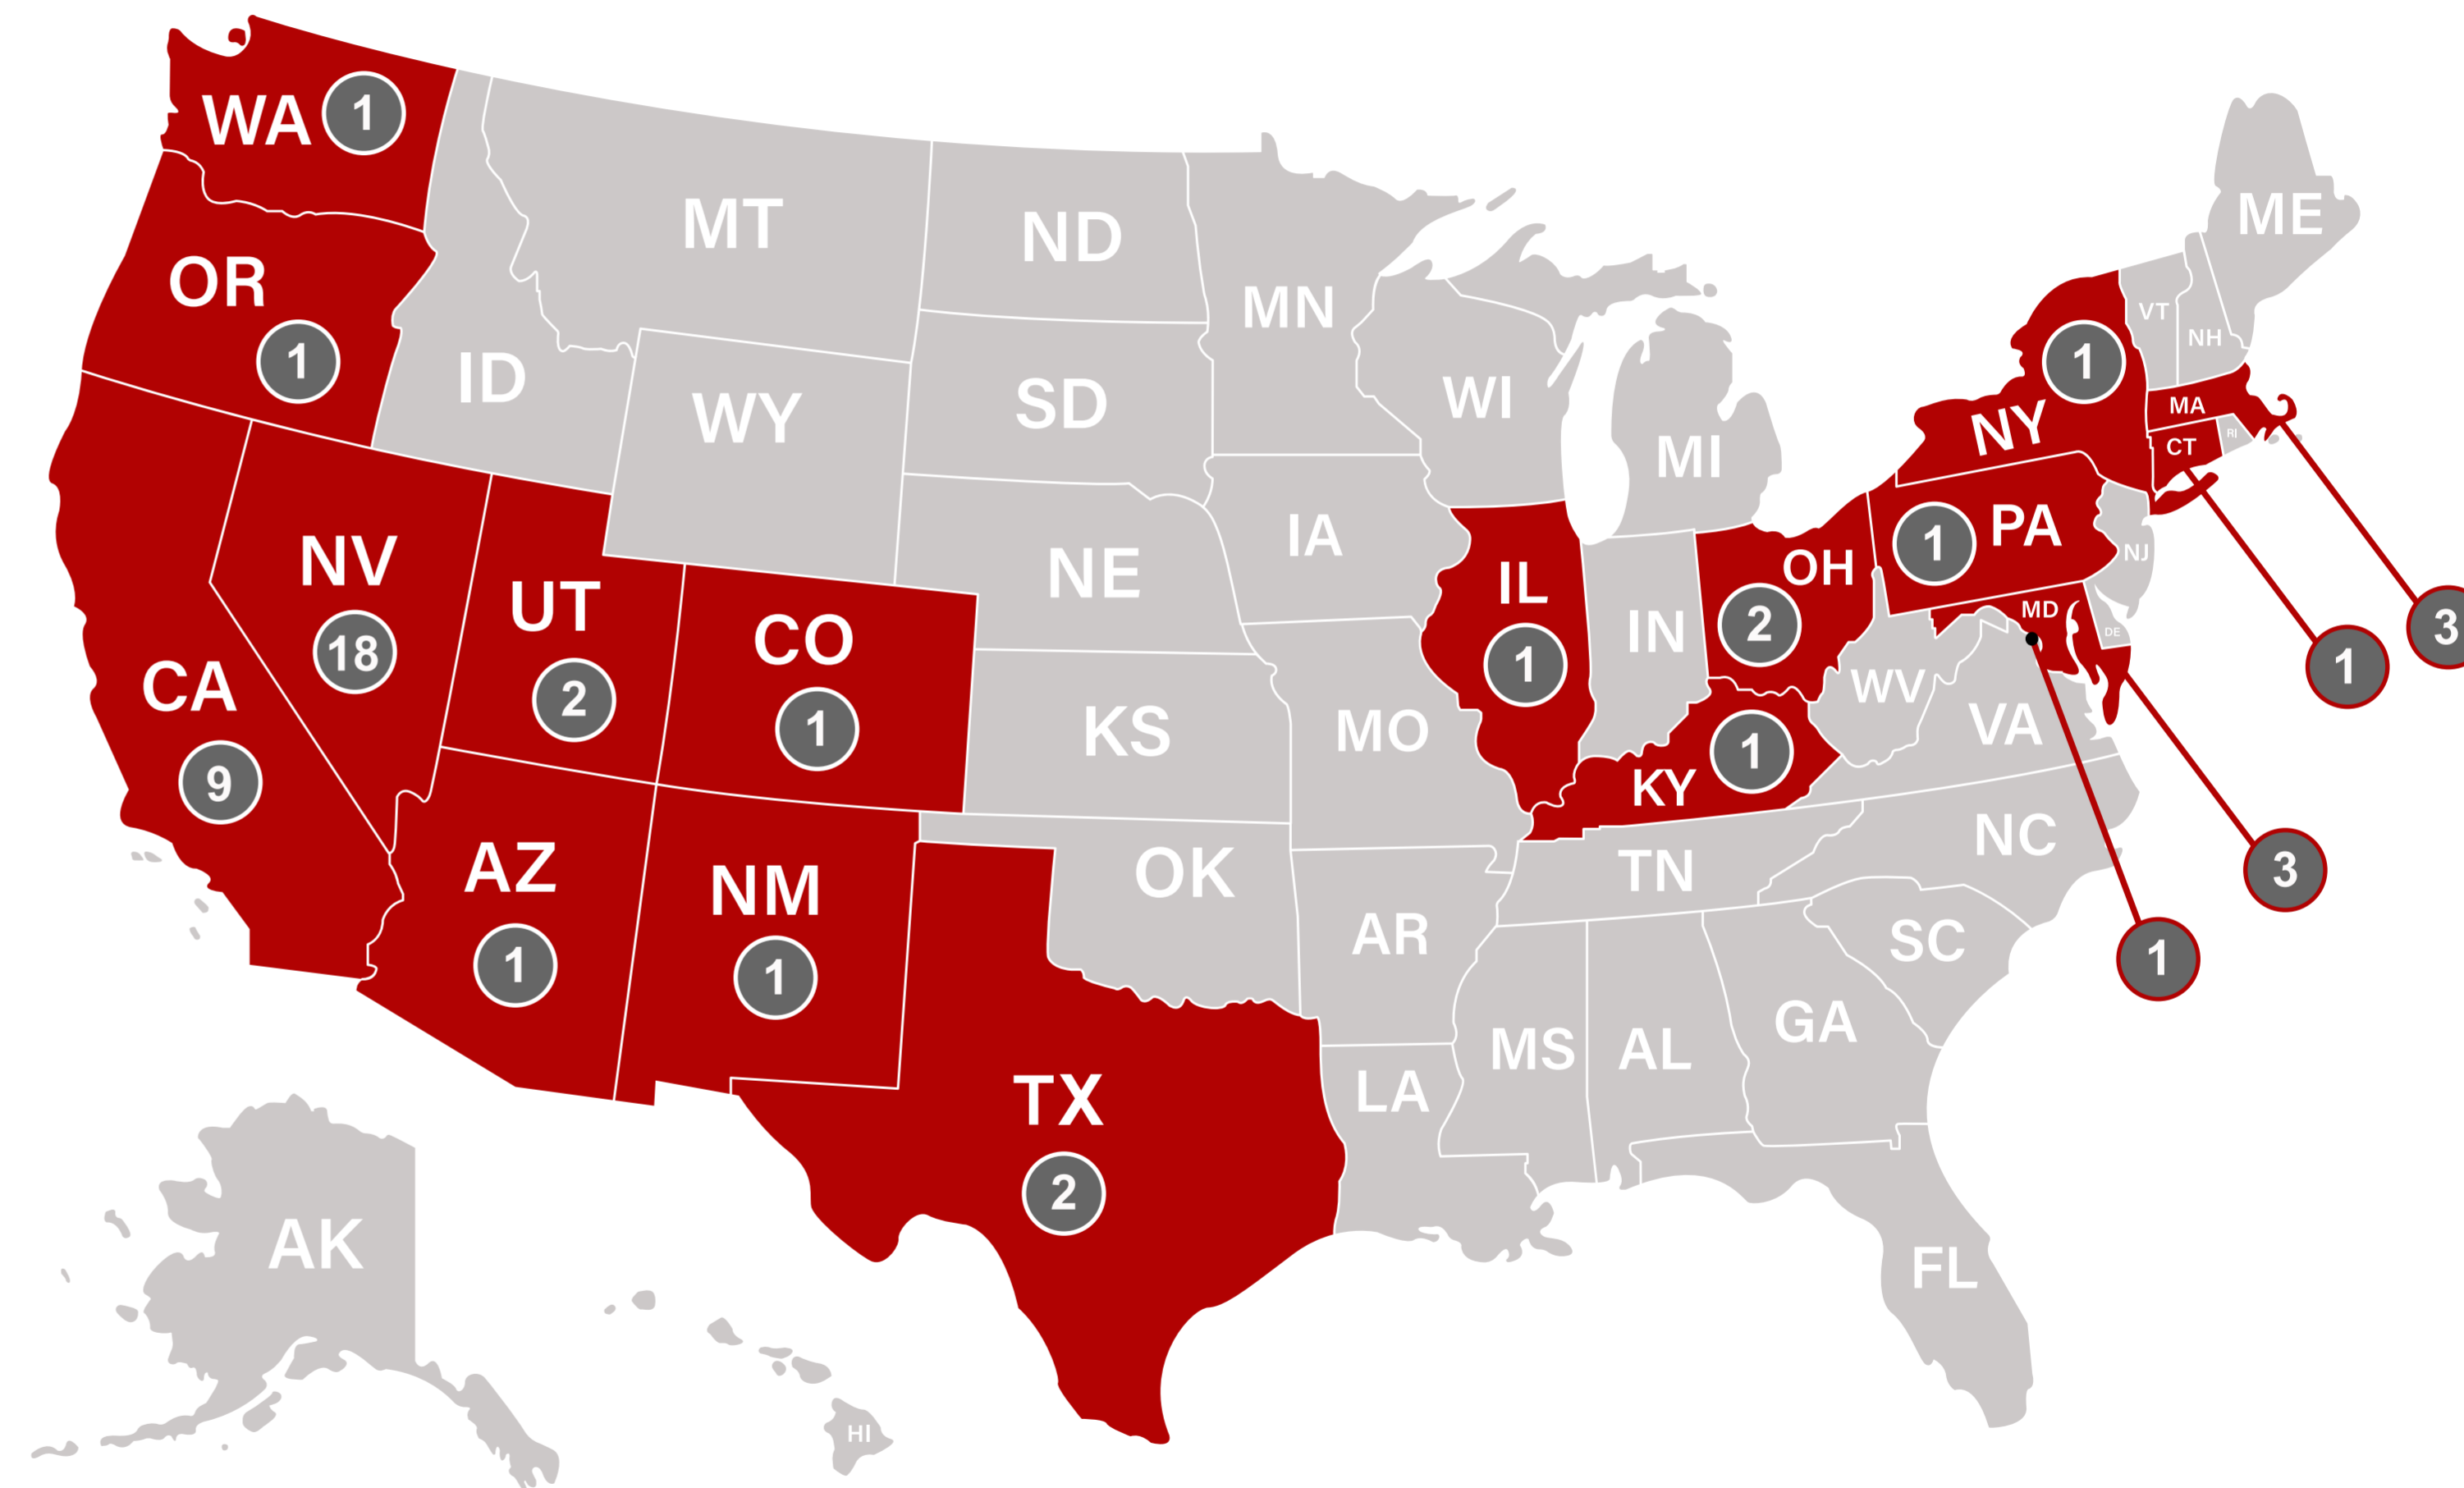 WA 1
OR
1
ID
MT
ND
MN
WY
SD
WI
MI
ME
VT
NH
1
NY
MA
CT
RI
3
1
PA
1
NJ
OH
2
IL
1
IN
IA
NE
NV
18
UT
2
CO
1
CA
9
MD
DE
3
1
WV
VA
KY
1
KS
MO
AZ
1
NM
1
OK
AR
TN
NC
SC
GA
MS
AL
LA
TX
2
FL
AK
HI
1